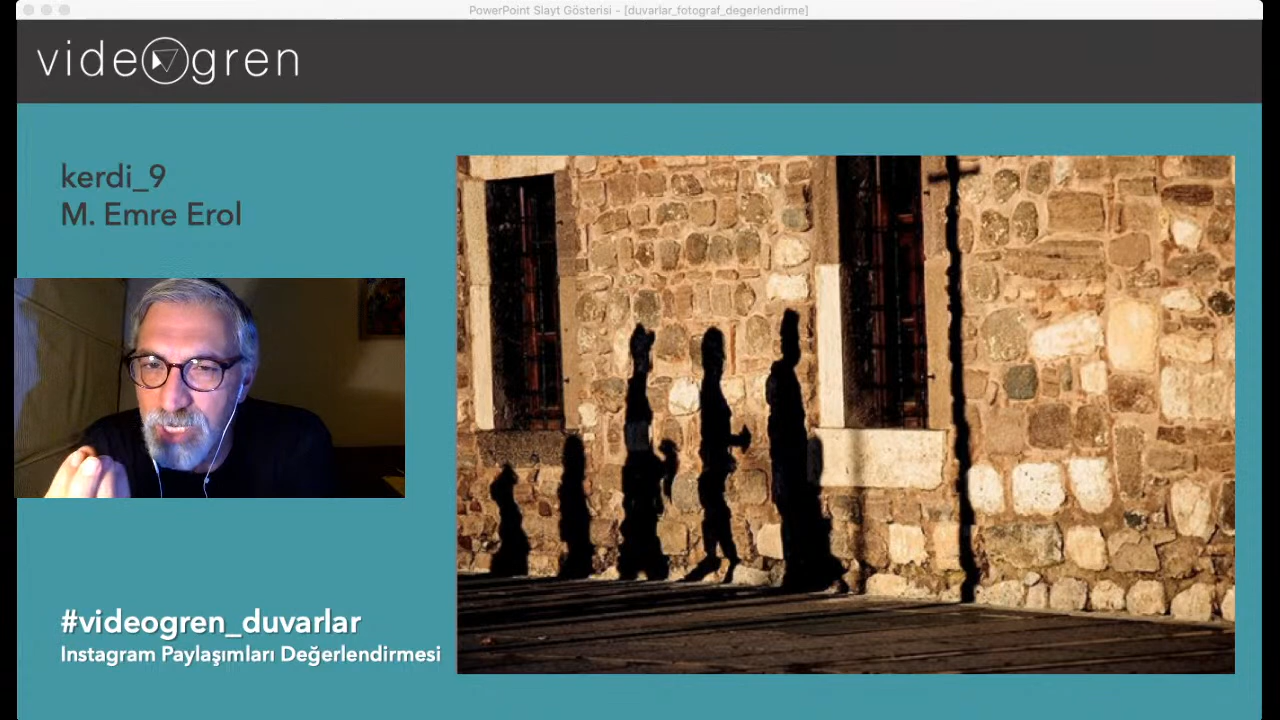 PowerPoint Slayt Gösterisi - [duvarlar_fotograf_degerlendirme]
videogren
kerdi_9
M. Emre Erol
#videogren_duvarlar
Instagram Paylaşımları Değerlendirmesi